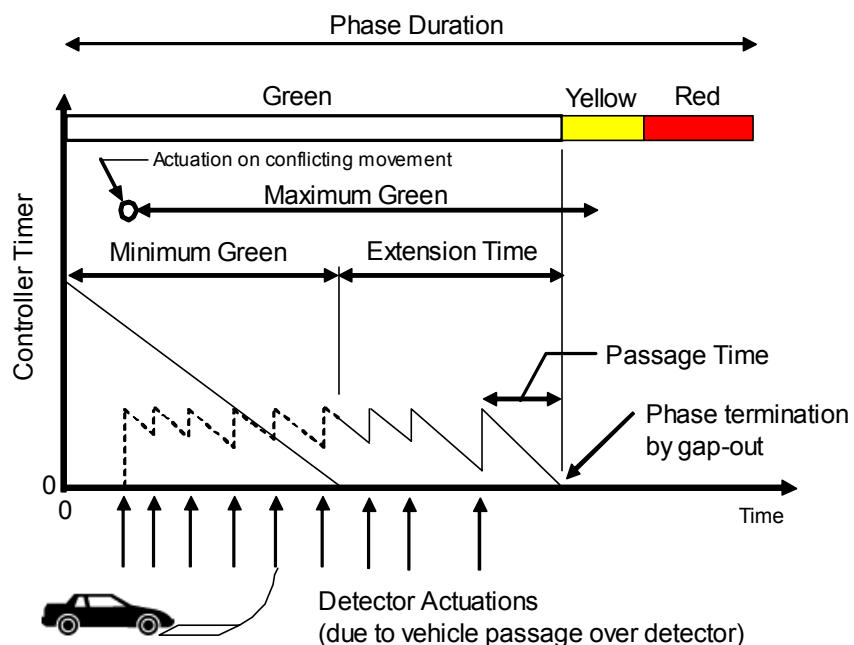 Phase Duration
Green
Yellow
Red
Actuation on conflicting movement
Maximum Green
Minimum Green
Extension Time
Controller Timer
Passage Time
Phase termination
by gap-out
0
0
Time
Detector Actuations
(due to vehicle passage over detector)